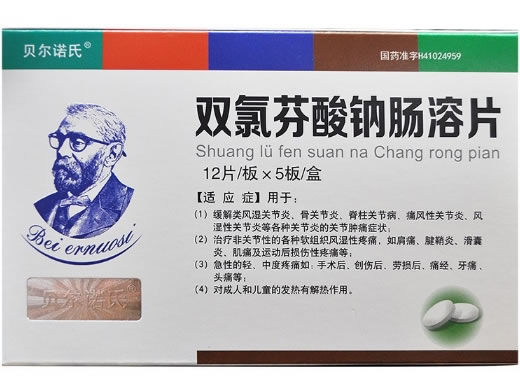 贝尔诺氏®
国药准字H41024959
双氯芬酸钠肠溶片
Shuang lü fen suan na Chang rong pian
12片/板×5板/盒
【适应症】用于：
(1) 缓解类风湿关节炎、骨关节炎、脊柱关节病、痛风性关节炎、风
湿性关节炎等各种关节炎的关节肿痛症状；
(2) 治疗非关节性的各种软组织风湿性疼痛，如肩痛、腱鞘炎、滑囊
炎、肌痛及运动后损伤性疼痛等；
(3) 急性的轻、中度疼痛如：手术后、创伤后、劳损后、痛经、牙痛、
头痛等；
(4) 对成人和儿童的发热有解热作用。
Bei ernuosi
贝尔诺氏